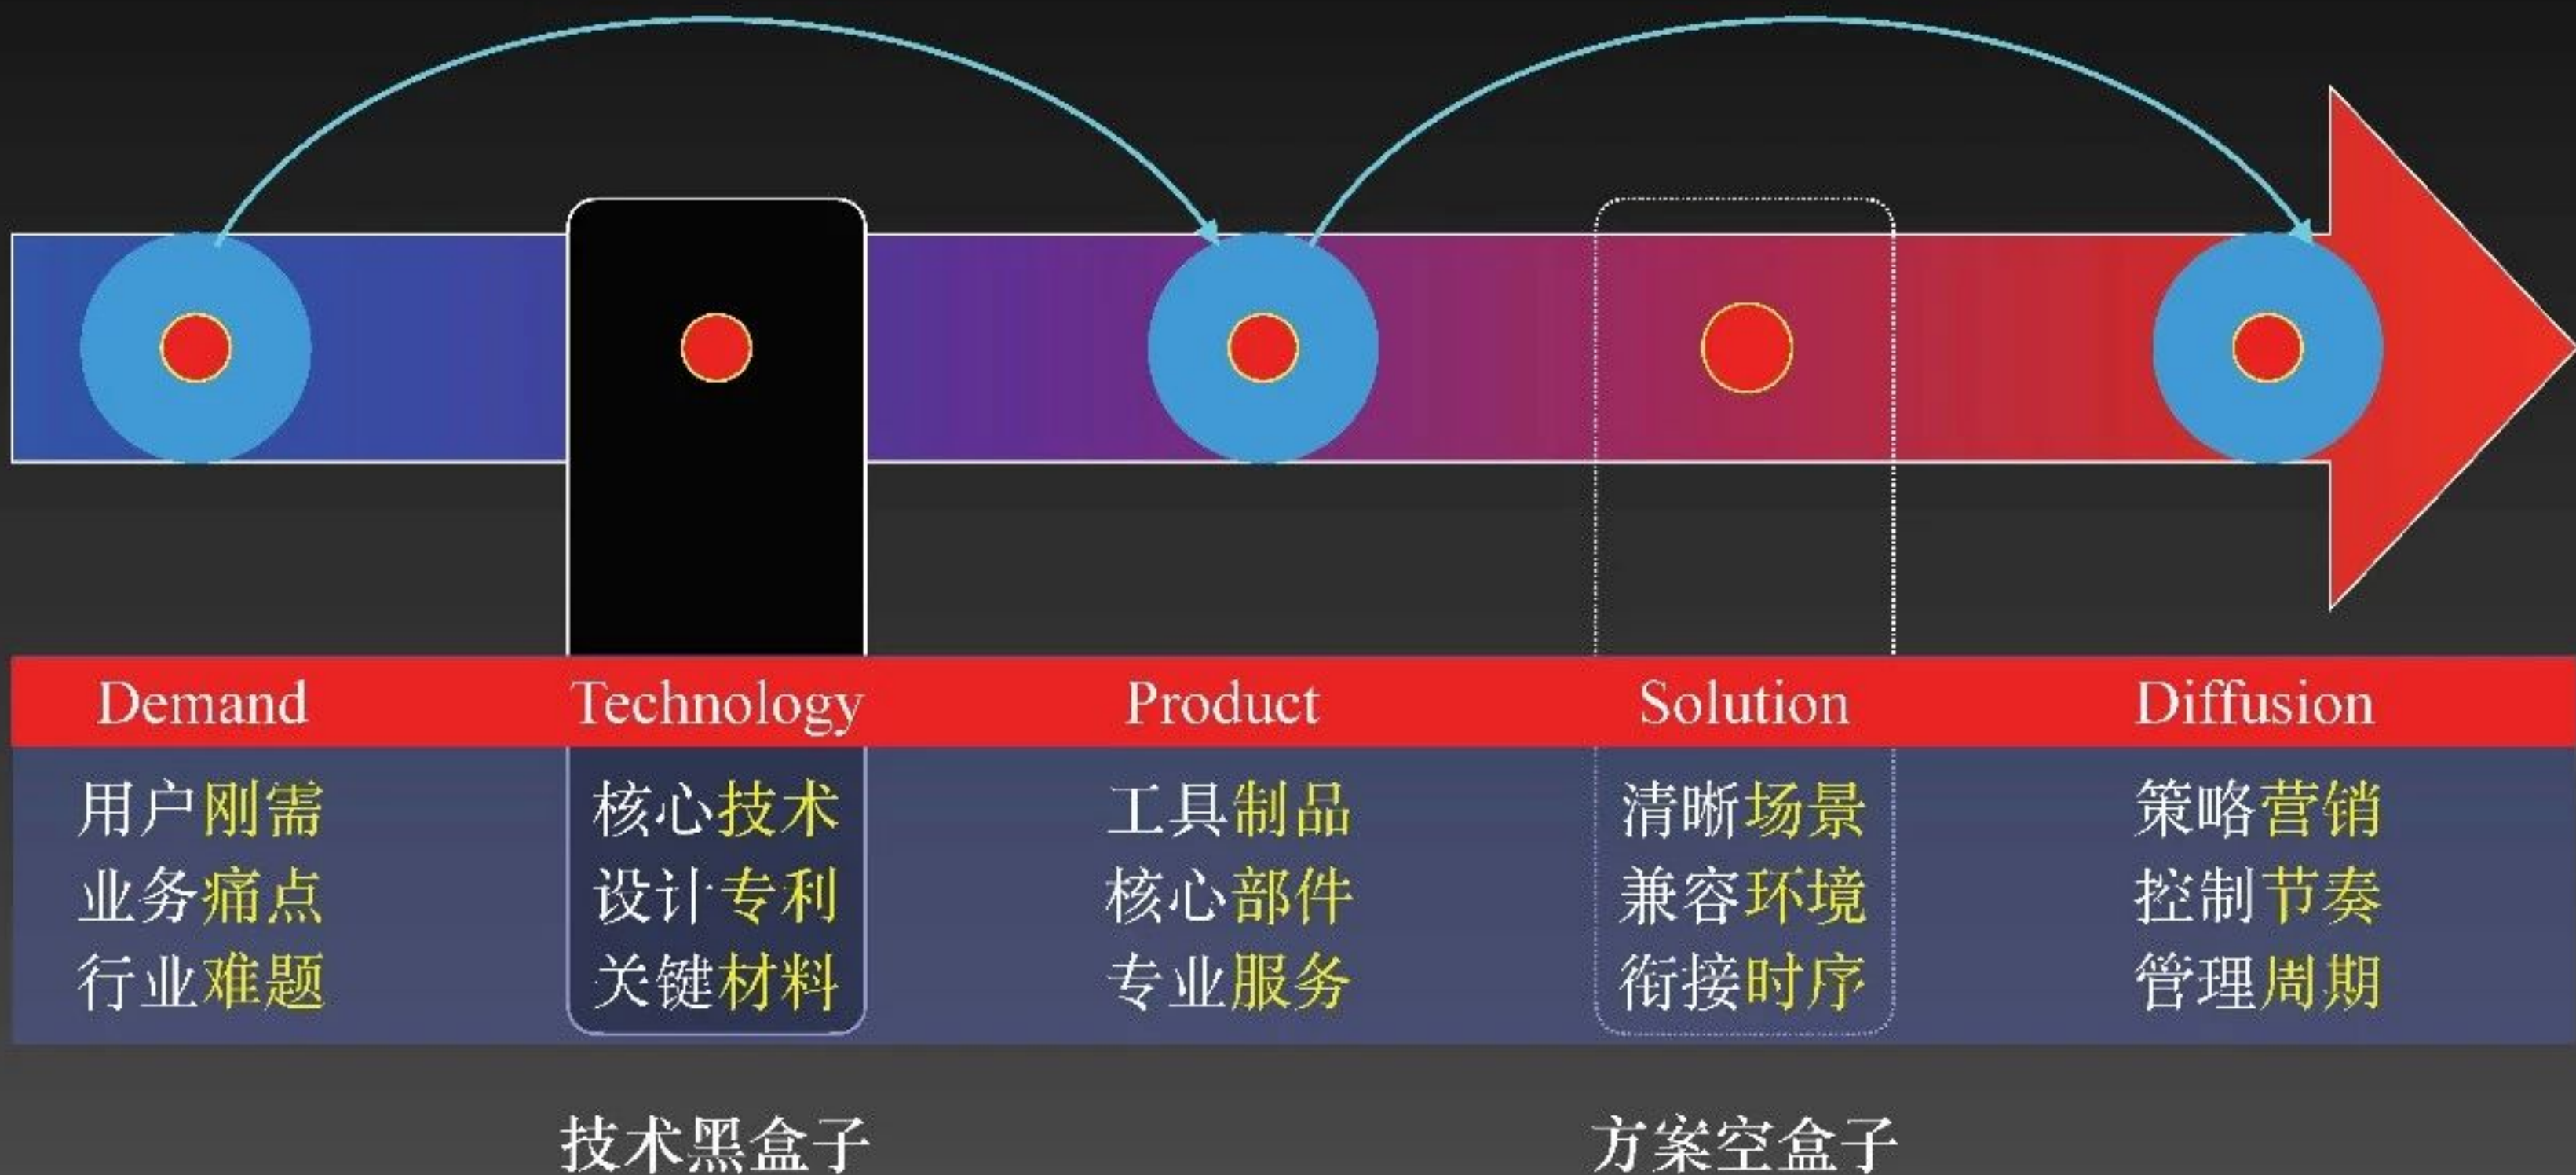 Demand Technology Product Solution Diffusion
用户刚需 核心技术 工具制品 清晰场景 策略营销
业务痛点 设计专利 核心部件 兼容环境 控制节奏
行业难题 关键材料 专业服务 衔接时序 管理周期
技术黑盒子 方案空盒子